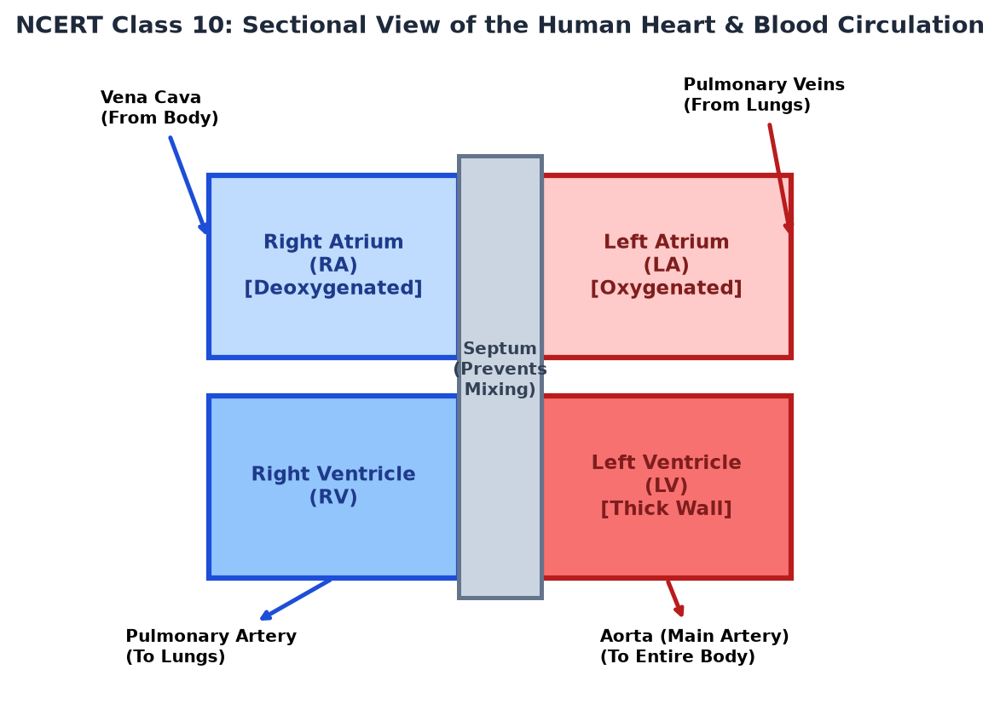 NCERT Class 10: Sectional View of the Human Heart & Blood Circulation
Vena Cava
(From Body)
Pulmonary Veins
(From Lungs)
Right Atrium
(RA)
[Deoxygenated]
Left Atrium
(LA)
[Oxygenated]
Septum
(Prevents
Mixing)
Right Ventricle
(RV)
Left Ventricle
(LV)
[Thick Wall]
Pulmonary Artery
(To Lungs)
Aorta (Main Artery)
(To Entire Body)